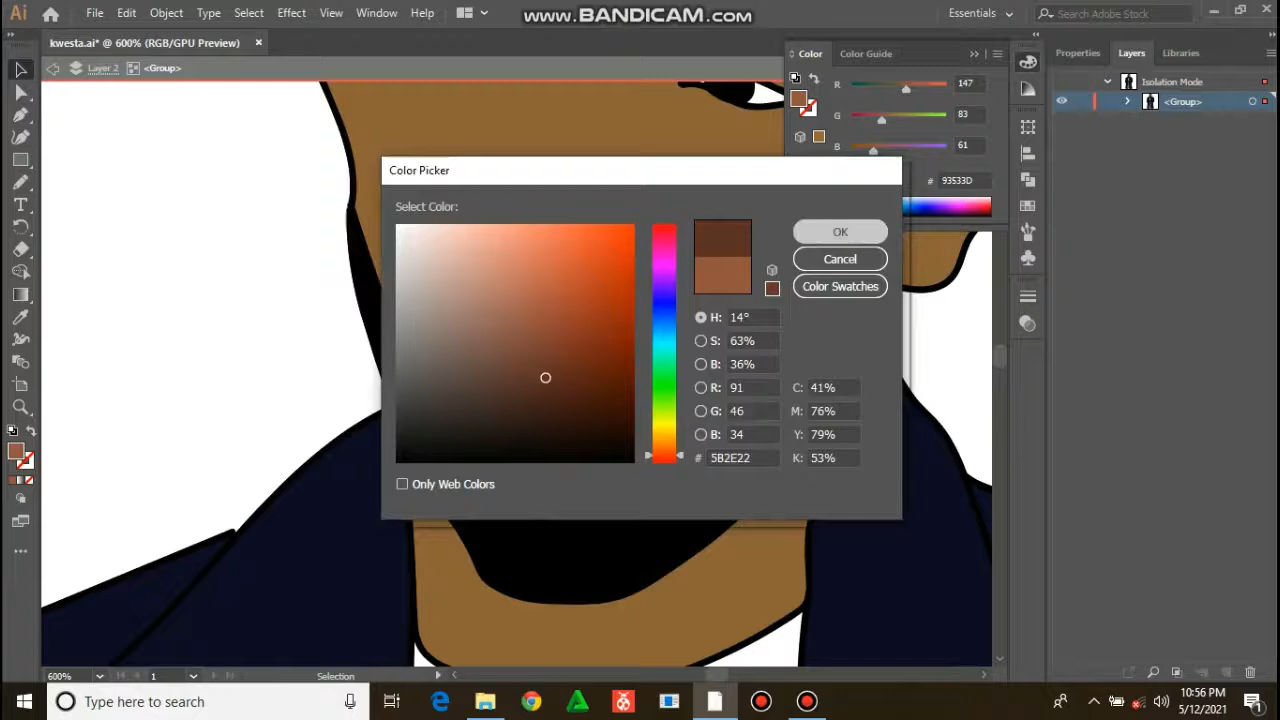 Ai File Edit Object Type Select Effect View Window Help
www.BANDICAM.com
Essentials
Search Adobe Stock
kwesta.ai* @ 600% (RGB/GPU Preview) ×
Layer 2 <Group>
Color Color Guide
Properties Layers Libraries
R 147
G 83
B 61
# 93533D
Isolation Mode
<Group>
Color Picker
Select Color:
OK
Cancel
Color Swatches
H: 14°
S: 63%
B: 36%
R: 91 C: 41%
G: 46 M: 76%
B: 34 Y: 79%
# 5B2E22 K: 53%
Only Web Colors
600% 1 Selection
Type here to search
10:56 PM
5/12/2021
1